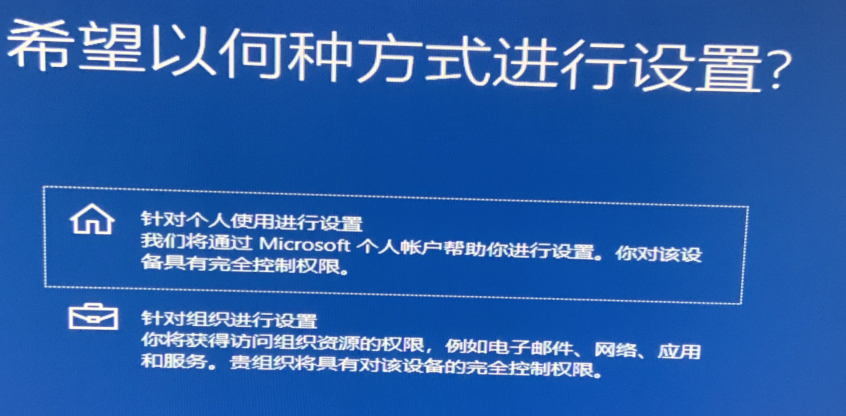 希望以何种方式进行设置?
针对个人使用进行设置
我们将通过 Microsoft 个人帐户帮助你进行设置。你对该设
备具有完全控制权限。
针对组织进行设置
你将获得访问组织资源的权限，例如电子邮件、网络、应用
和服务。贵组织将具有对该设备的完全控制权限。